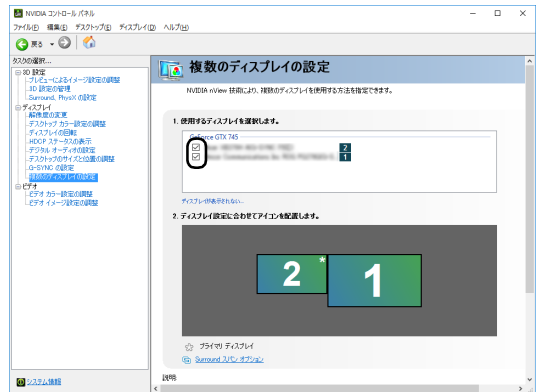 NVIDIA コントロール パネル
ファイル(F) 編集(E) デスクトップ(E) ディスプレイ(D) ヘルプ(H)
戻る
タスクの選択...
3D 設定
プレビューによるイメージ設定の調整
3D 設定の管理
Surround, PhysX の設定
ディスプレイ
解像度の変更
デスクトップ カラー設定の調整
ディスプレイの回転
HDCP ステータスの表示
デジタル オーディオの設定
デスクトップのサイズと位置の調整
G-SYNC の設定
複数のディスプレイの設定
ビデオ
ビデオ カラー設定の調整
ビデオ イメージ設定の調整
システム情報
複数のディスプレイの設定
NVIDIA nView 技術により、複数のディスプレイを使用する方法を指定できます。
1. 使用するディスプレイを選択します。
GeForce GTX 745
2
1
ディスプレイが表示されない...
2. ディスプレイ設定に合わせてアイコンを配置します。
2 * 1
プライマリ ディスプレイ
Surround スパン オプション
説明: